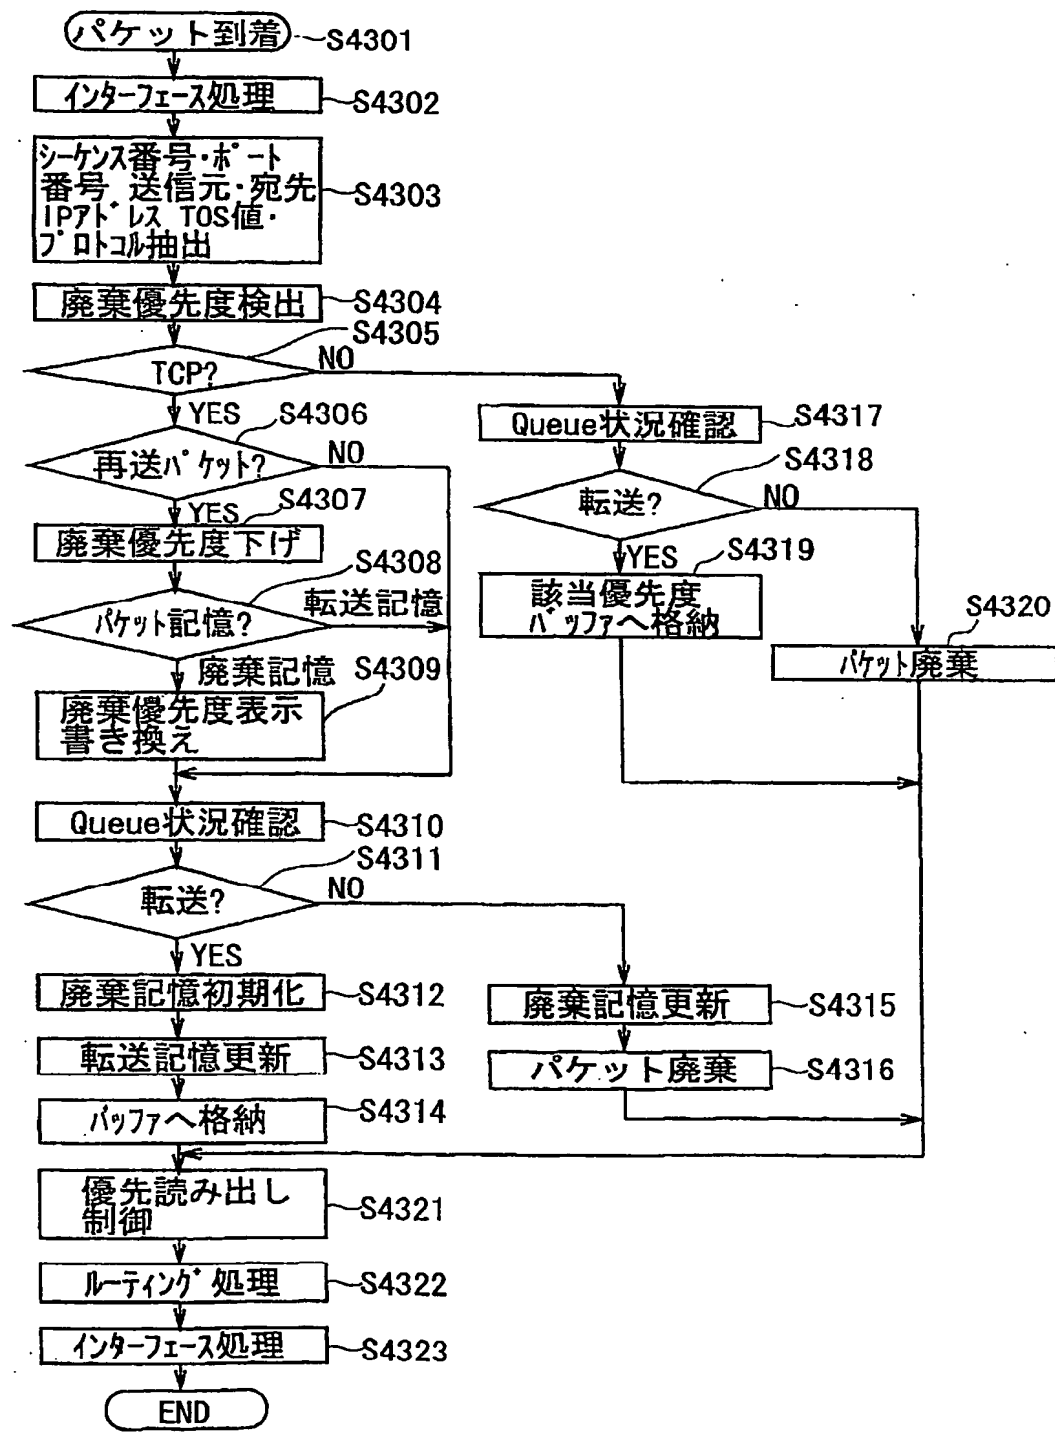 パケット到着 S4301
インターフェース処理 S4302
シーケンス番号・ポート
番号 送信元・宛先
IPアドレス TOS値・
プロトコル抽出
S4303
廃棄優先度検出 S4304
S4305
TCP?
NO
YES
S4306
再送パケット?
NO
YES
S4307
廃棄優先度下げ
S4308
パケット記憶?
転送記憶
廃棄記憶
S4309
廃棄優先度表示
書き換え
Queue状況確認 S4310
S4311
転送?
NO
YES
廃棄記憶初期化 S4312
転送記憶更新 S4313
バッファへ格納 S4314
廃棄記憶更新 S4315
パケット廃棄 S4316
Queue状況確認 S4317
S4318
転送?
NO
YES
S4319
該当優先度
バッファへ格納
S4320
パケット廃棄
優先読み出し
制御
S4321
ルーティング処理 S4322
インターフェース処理 S4323
END